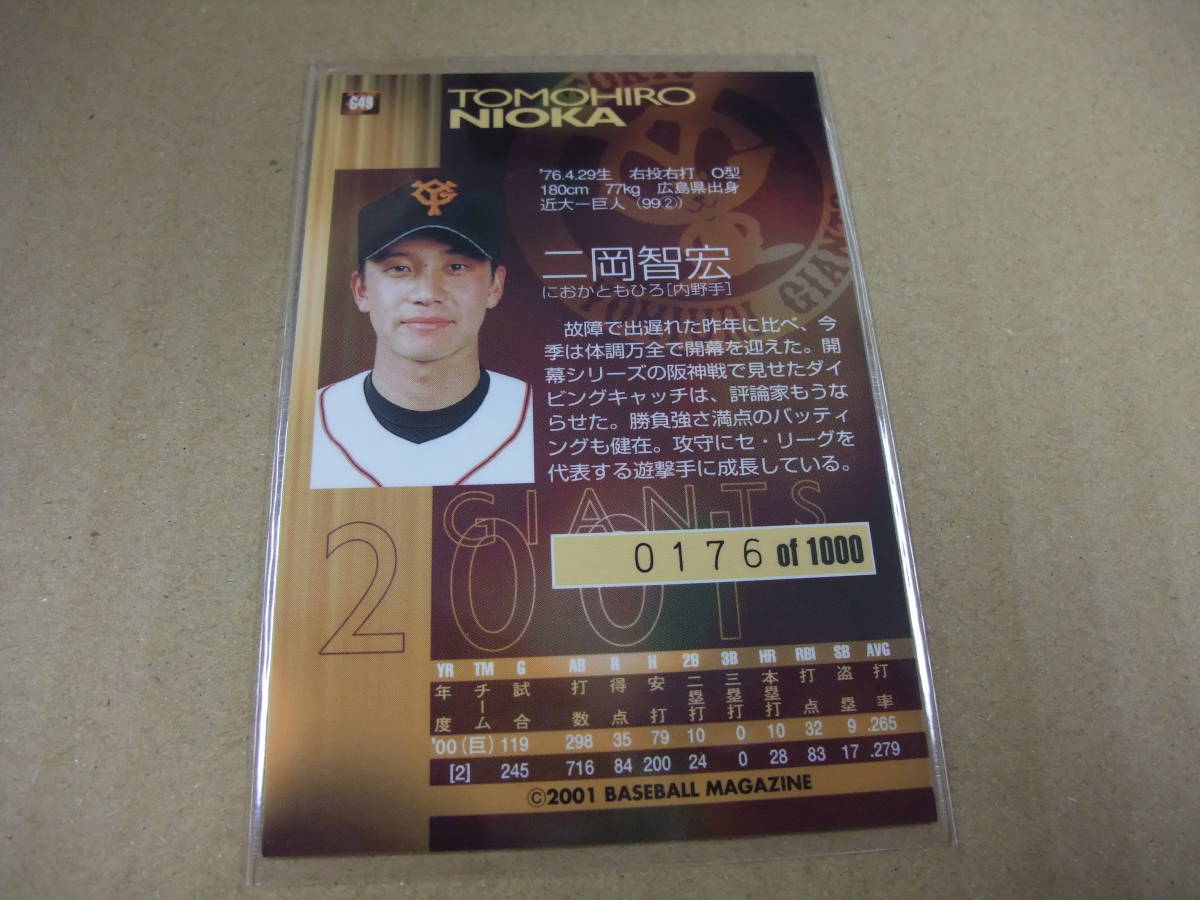 G49
TOMOHIRO
NIOKA
'76.4.29生 右投右打 O型
180cm 77kg 広島県出身
近大ー巨人 (99②)
二岡智宏
におかともひろ[内野手]
故障で出遅れた昨年に比べ、今
季は体調万全で開幕を迎えた。開
幕シリーズの阪神戦で見せたダイ
ビングキャッチは、評論家もうな
らせた。勝負強さ満点のバッティ
ングも健在。攻守にセ・リーグを
代表する遊撃手に成長している。
YG
TOMIURI GIANTS
GIANTS
2001
0176 of 1000
YR TM G AB R H 2B 3B HR RBI SB AVG
年度 チーム 試合 打数 得点 安打 二塁打 三塁打 本塁打 打点 盗塁 打率
'00 (巨) 119 298 35 79 10 0 10 32 9 .265
[2] 245 716 84 200 24 0 28 83 17 .279
©2001 BASEBALL MAGAZINE